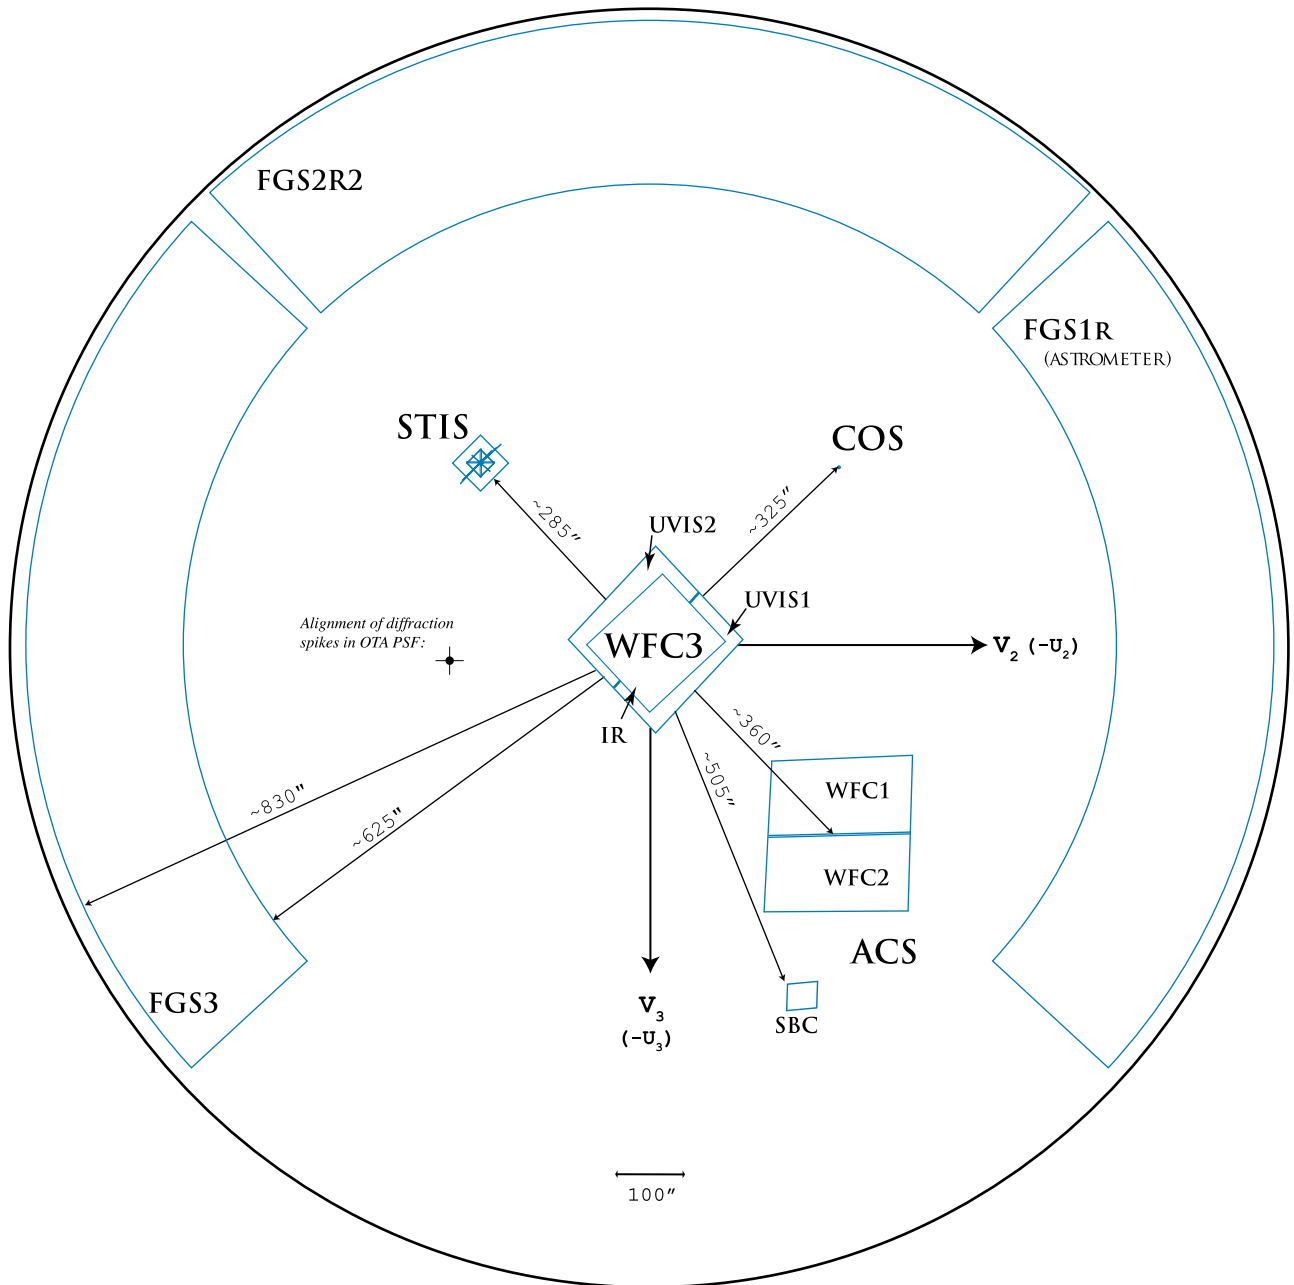 FGS2R2
FGS1R
(ASTROMETER)
STIS
COS
~285″
~325″
UVIS2
UVIS1
Alignment of diffraction
spikes in OTA PSF:
WFC3
V₂ (-U₂)
IR
~360″
~505″
~830″
~625″
WFC1
WFC2
ACS
FGS3
V₃
(-U₃)
SBC
100″